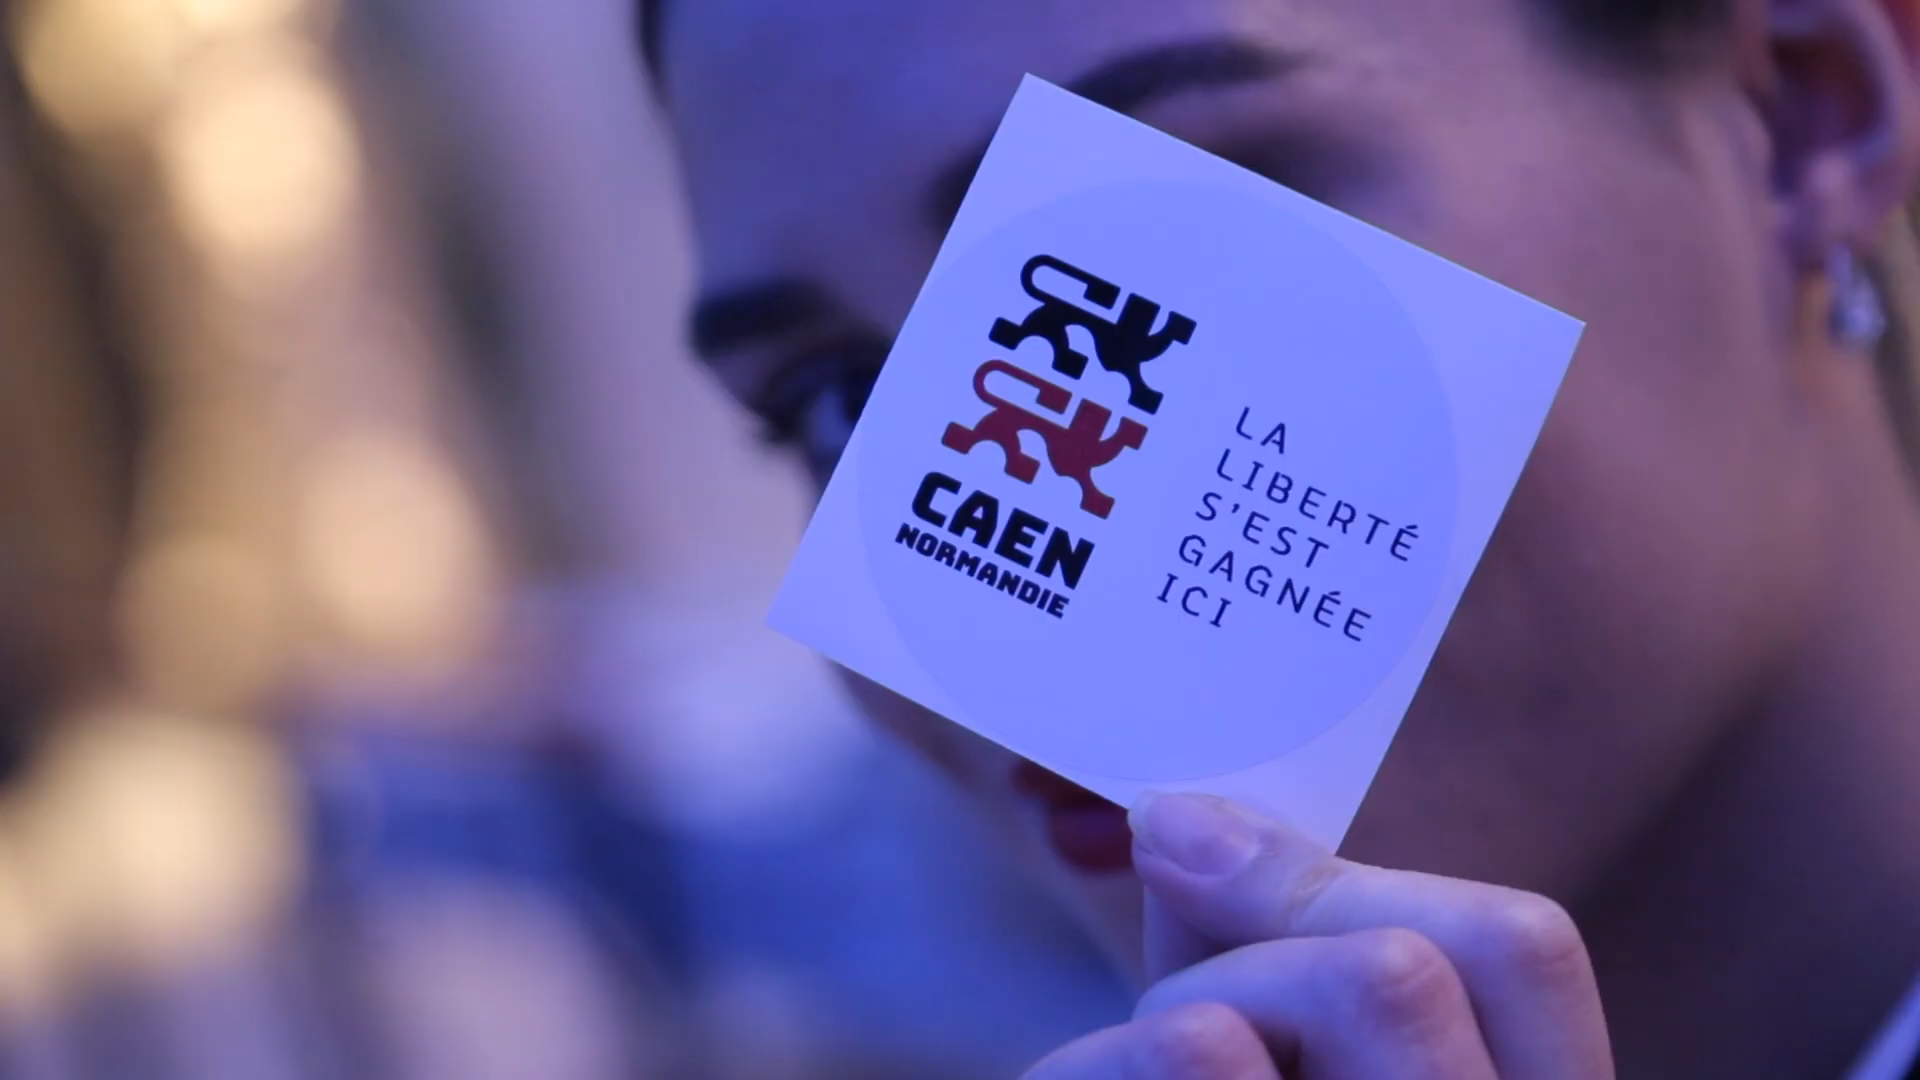 CAEN
NORMANDIE
LA
LIBERTÉ
S'EST
GAGNÉE
ICI